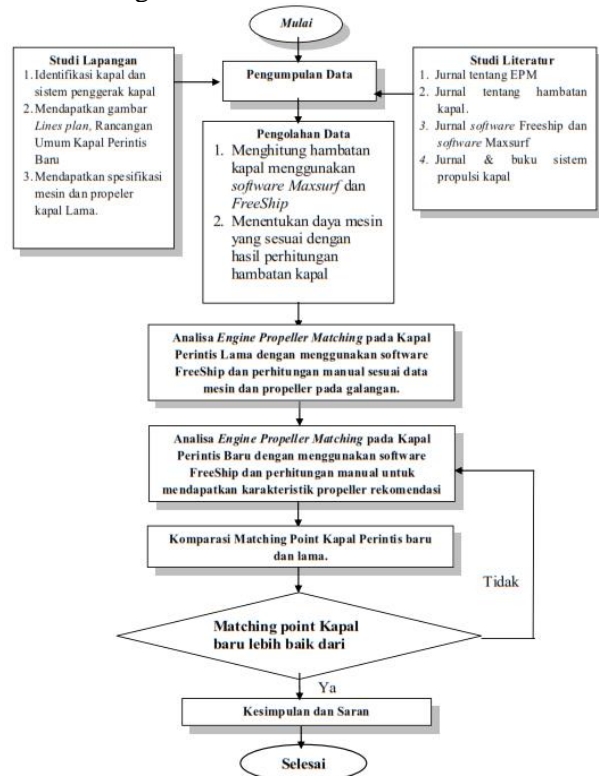 Mulai
Studi Lapangan
1. Identifikasi kapal dan
sistem penggerak kapal
2. Mendapatkan gambar
Lines plan, Rancangan
Umum Kapal Perintis
Baru
3. Mendapatkan spesifikasi
mesin dan propeler
kapal Lama.
Pengumpulan Data
Studi Literatur
1. Jurnal tentang EPM
2. Jurnal tentang hambatan
kapal.
3. Jurnal software Freeship dan
software Maxsurf
4. Jurnal & buku sistem
propulsi kapal
Pengolahan Data
1. Menghitung hambatan
kapal menggunakan
software Maxsurf dan
FreeShip
2. Menentukan daya mesin
yang sesuai dengan
hasil perhitungan
hambatan kapal
Analisa Engine Propeller Matching pada Kapal
Perintis Lama dengan menggunakan software
FreeShip dan perhitungan manual sesuai data
mesin dan propeller pada galangan.
Analisa Engine Propeller Matching pada Kapal
Perintis Baru dengan menggunakan software
FreeShip dan perhitungan manual untuk
mendapatkan karakteristik propeller rekomendasi
Komparasi Matching Point Kapal Perintis baru
dan lama.
Tidak
Matching point Kapal
baru lebih baik dari
Ya
Kesimpulan dan Saran
Selesai